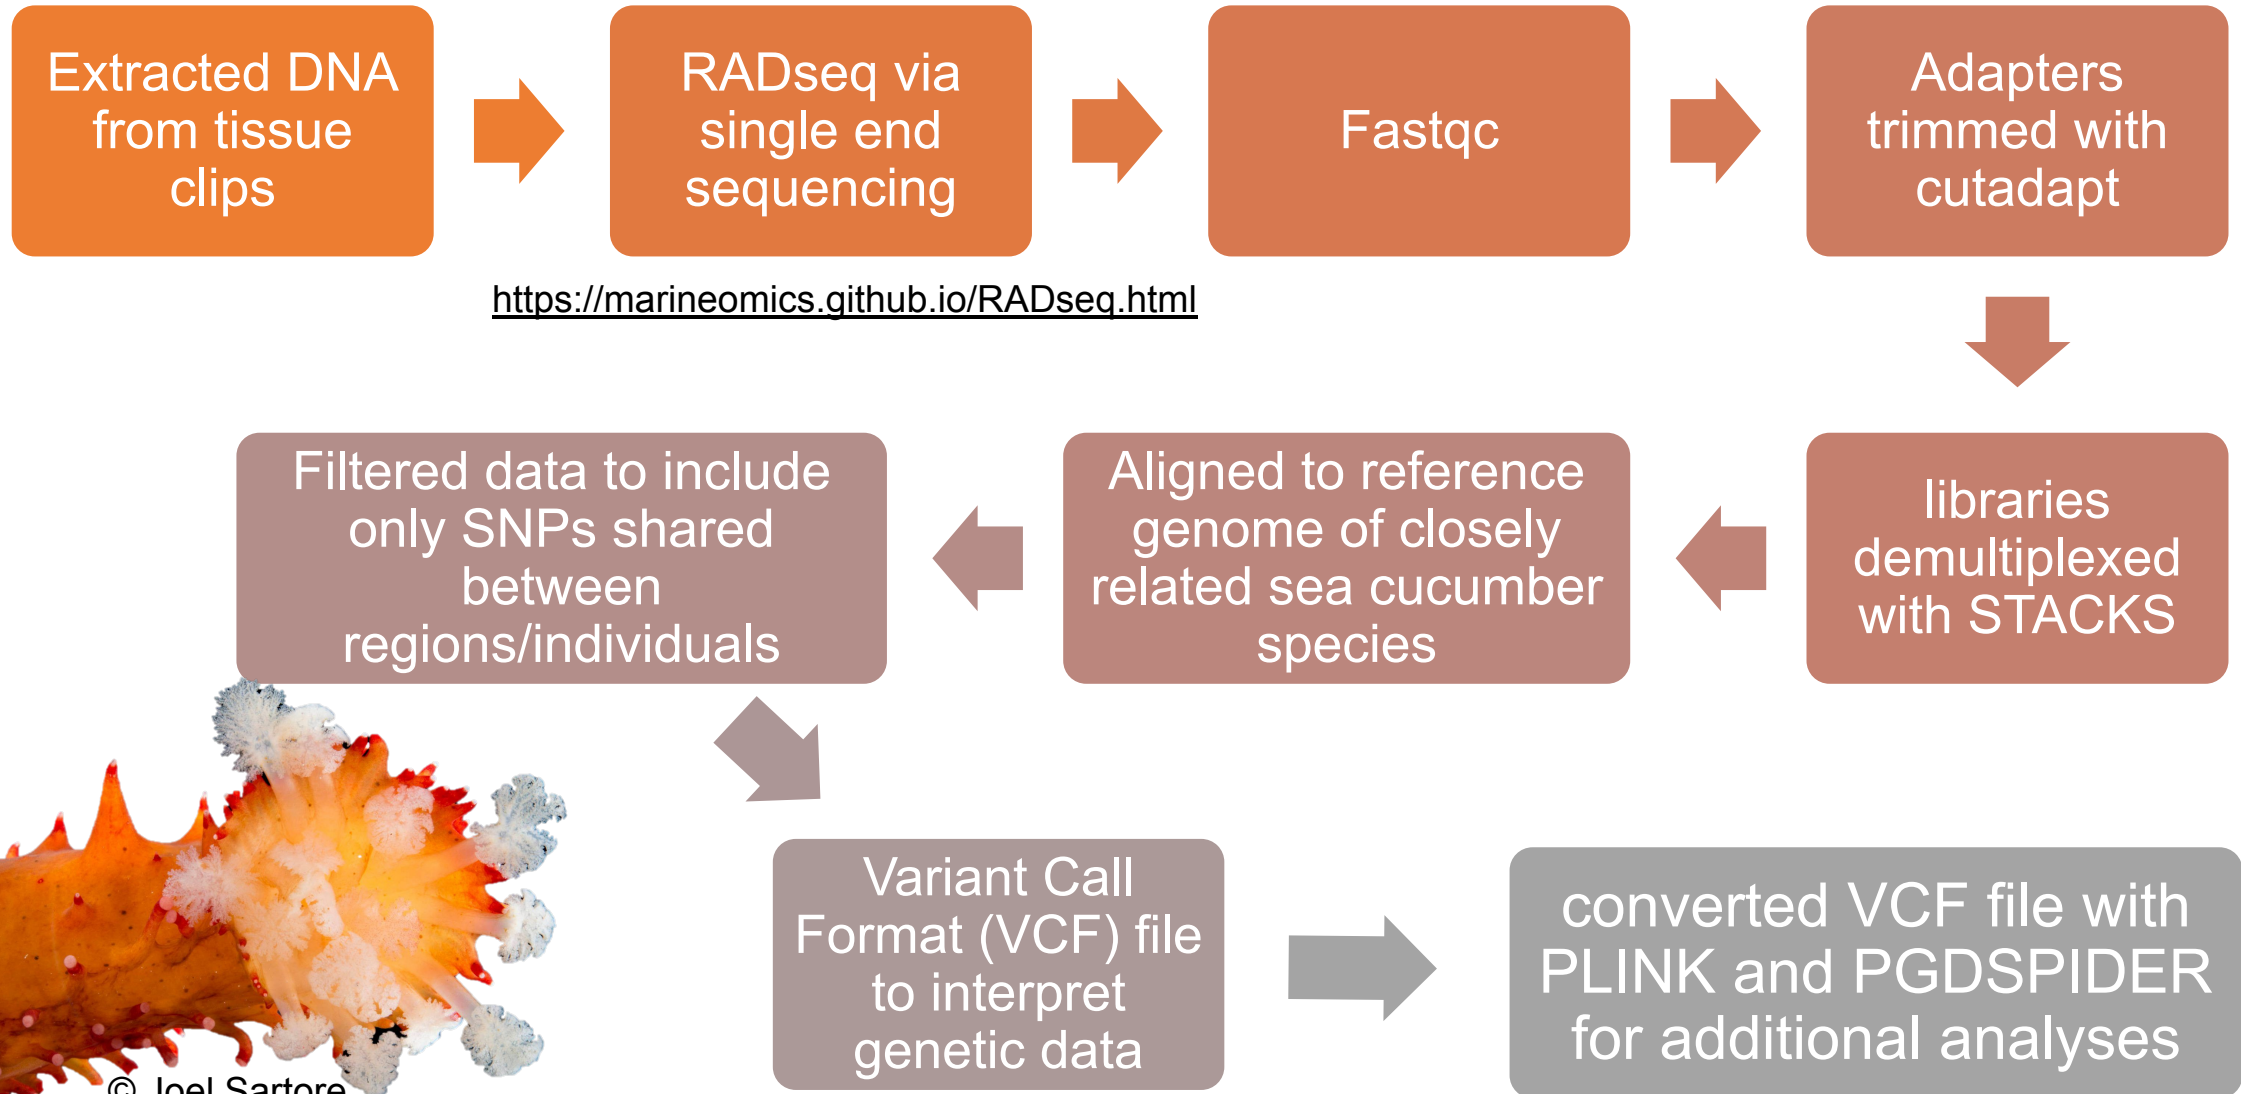 Extracted DNA
from tissue
clips
RADseq via
single end
sequencing
Fastqc
Adapters
trimmed with
cutadapt
https://marineomics.github.io/RADseq.html
libraries
demultiplexed
with STACKS
Aligned to reference
genome of closely
related sea cucumber
species
Filtered data to include
only SNPs shared
between
regions/individuals
Variant Call
Format (VCF) file
to interpret
genetic data
converted VCF file with
PLINK and PGDSPIDER
for additional analyses
© Joel Sartore